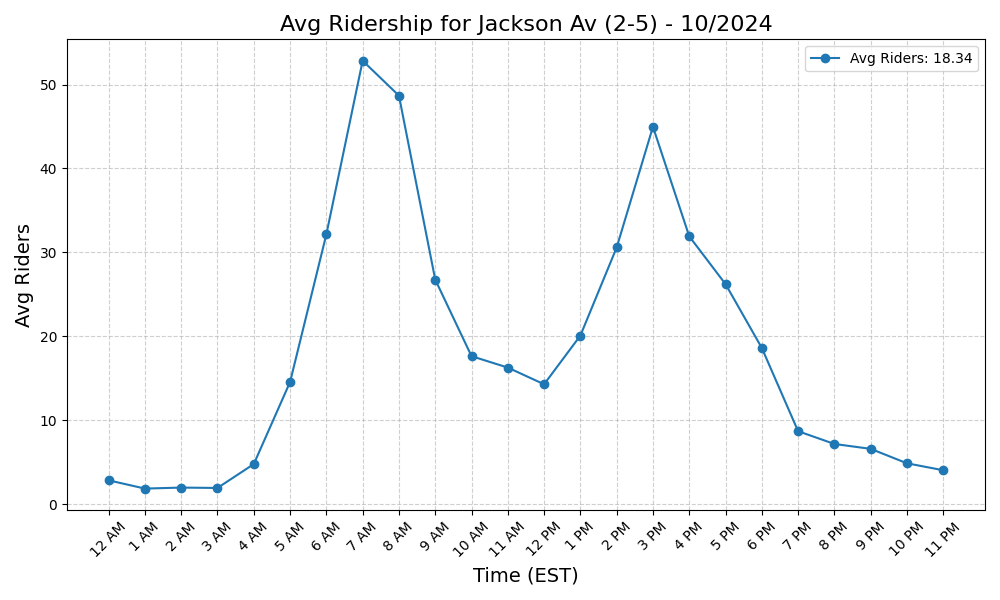 Avg Ridership for Jackson Av (2-5) - 10/2024
Avg Riders: 18.34
Avg Riders
50
40
30
20
10
0
12 AM
1 AM
2 AM
3 AM
4 AM
5 AM
6 AM
7 AM
8 AM
9 AM
10 AM
11 AM
12 PM
1 PM
2 PM
3 PM
4 PM
5 PM
6 PM
7 PM
8 PM
9 PM
10 PM
11 PM
Time (EST)